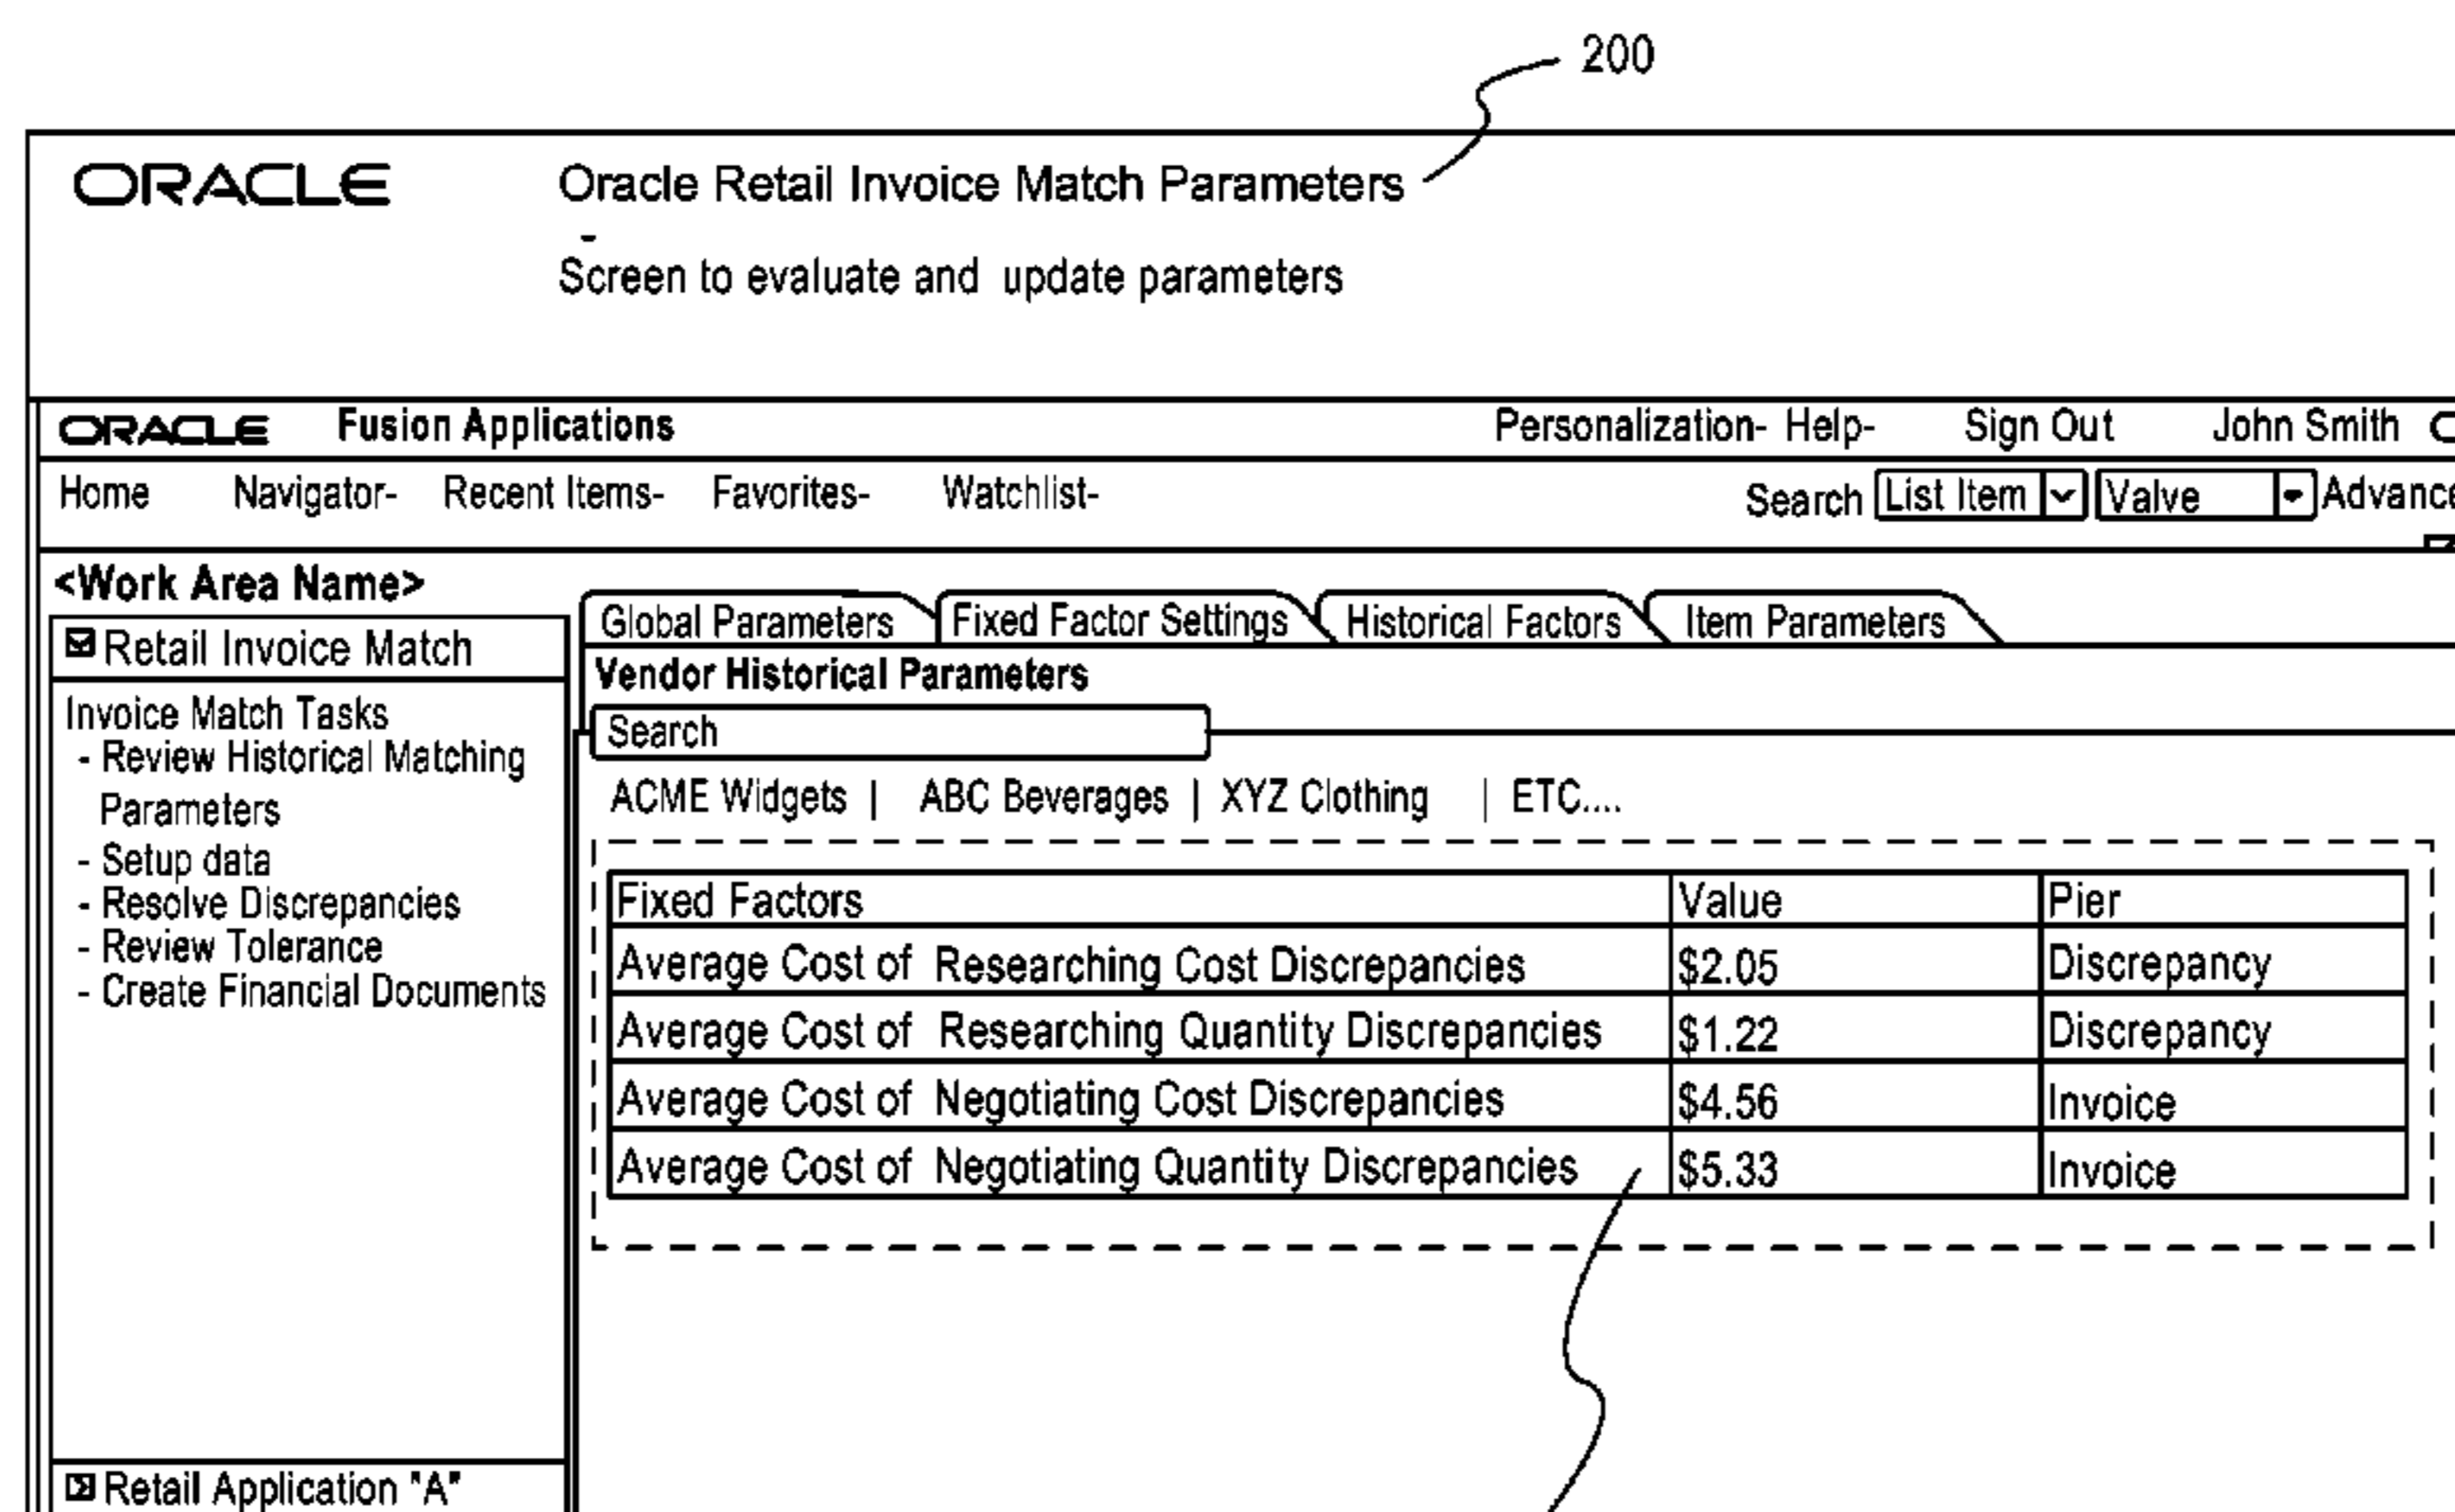 200
ORACLE Oracle Retail Invoice Match Parameters
-
Screen to evaluate and update parameters
ORACLE Fusion Applications Personalization- Help- Sign Out John Smith
Home Navigator- Recent Items- Favorites- Watchlist- Search List Item Valve Advance
<Work Area Name>
Global Parameters Fixed Factor Settings Historical Factors Item Parameters
Retail Invoice Match
Vendor Historical Parameters
Invoice Match Tasks
- Review Historical Matching
Parameters
- Setup data
- Resolve Discrepancies
- Review Tolerance
- Create Financial Documents
Search
ACME Widgets | ABC Beverages | XYZ Clothing | ETC....
Fixed Factors Value Pier
Average Cost of Researching Cost Discrepancies $2.05 Discrepancy
Average Cost of Researching Quantity Discrepancies $1.22 Discrepancy
Average Cost of Negotiating Cost Discrepancies $4.56 Invoice
Average Cost of Negotiating Quantity Discrepancies $5.33 Invoice
Retail Application "A"